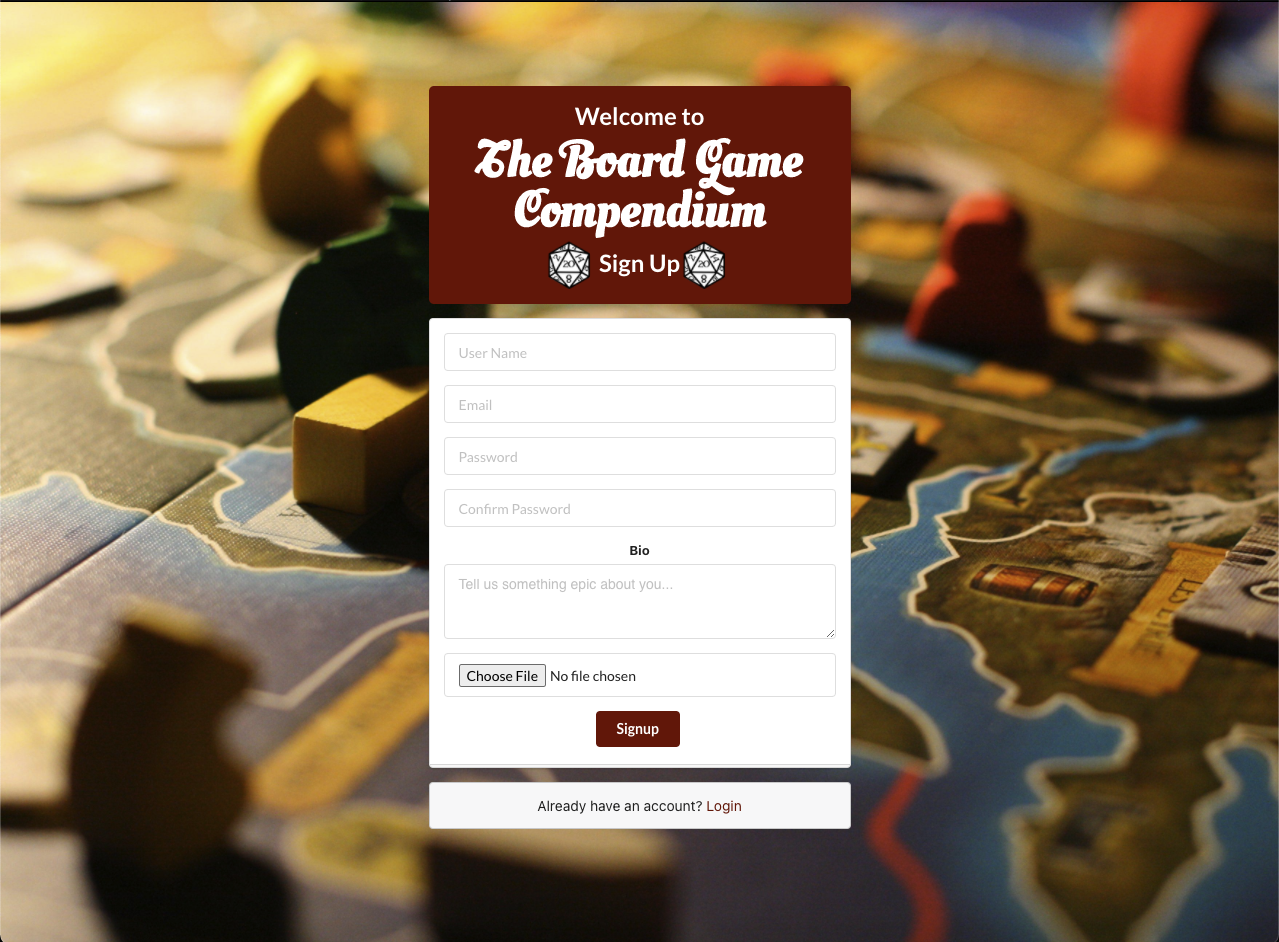 Welcome to
The Board Game
Compendium
Sign Up
User Name
Email
Password
Confirm Password
Bio
Tell us something epic about you...
Choose File No file chosen
Signup
Already have an account? Login